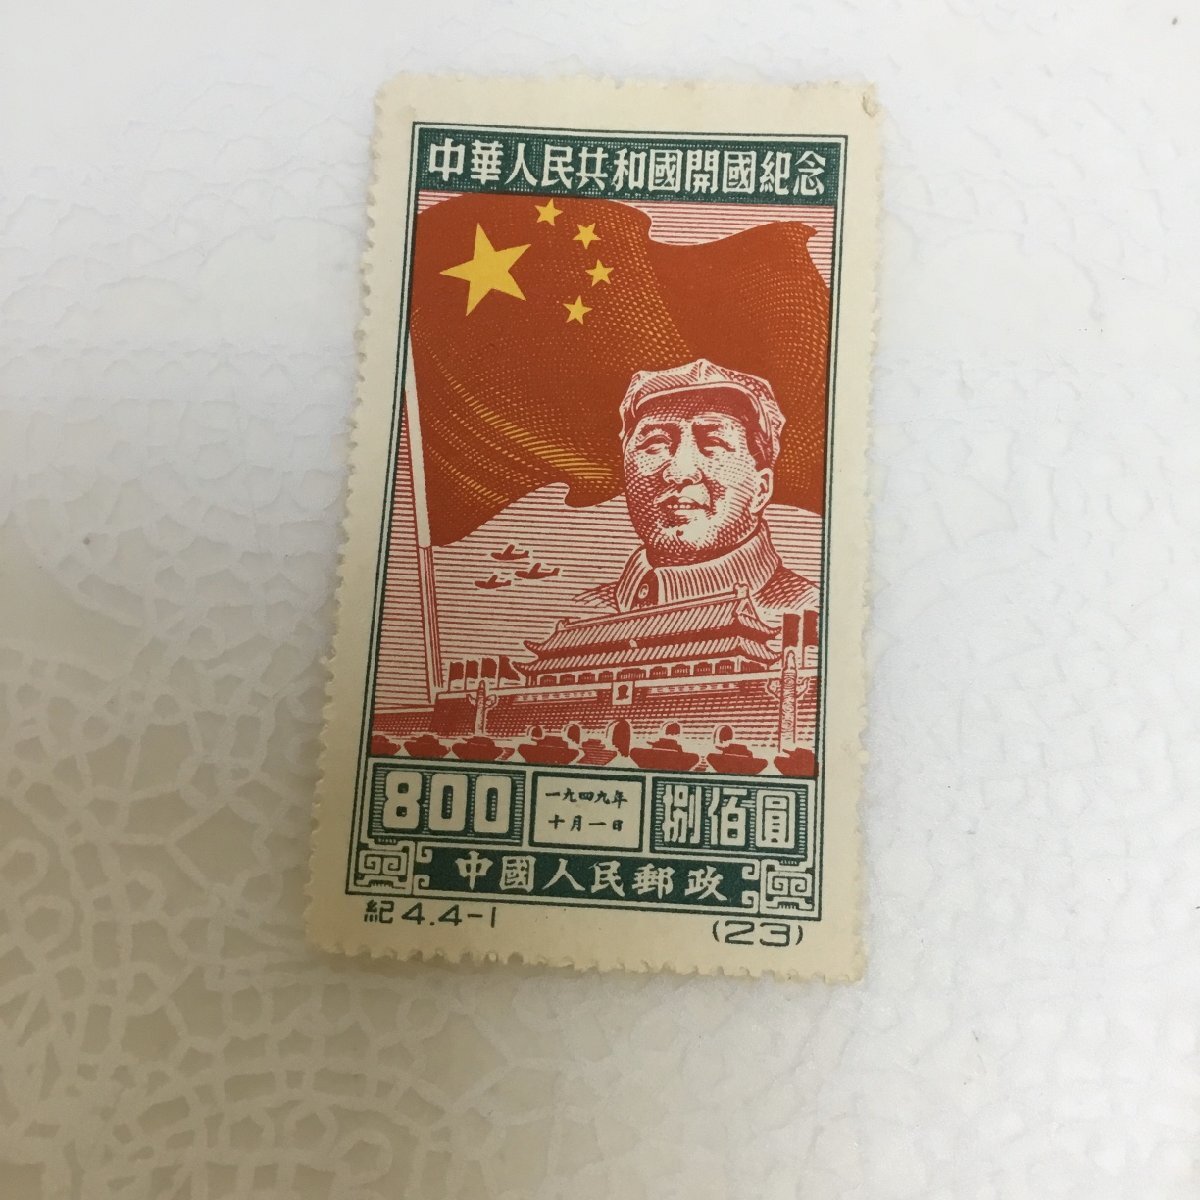 中華人民共和國開國紀念
800
一九四九年
十月一日
捌佰圓
中國人民郵政
紀4.4-1
(23)